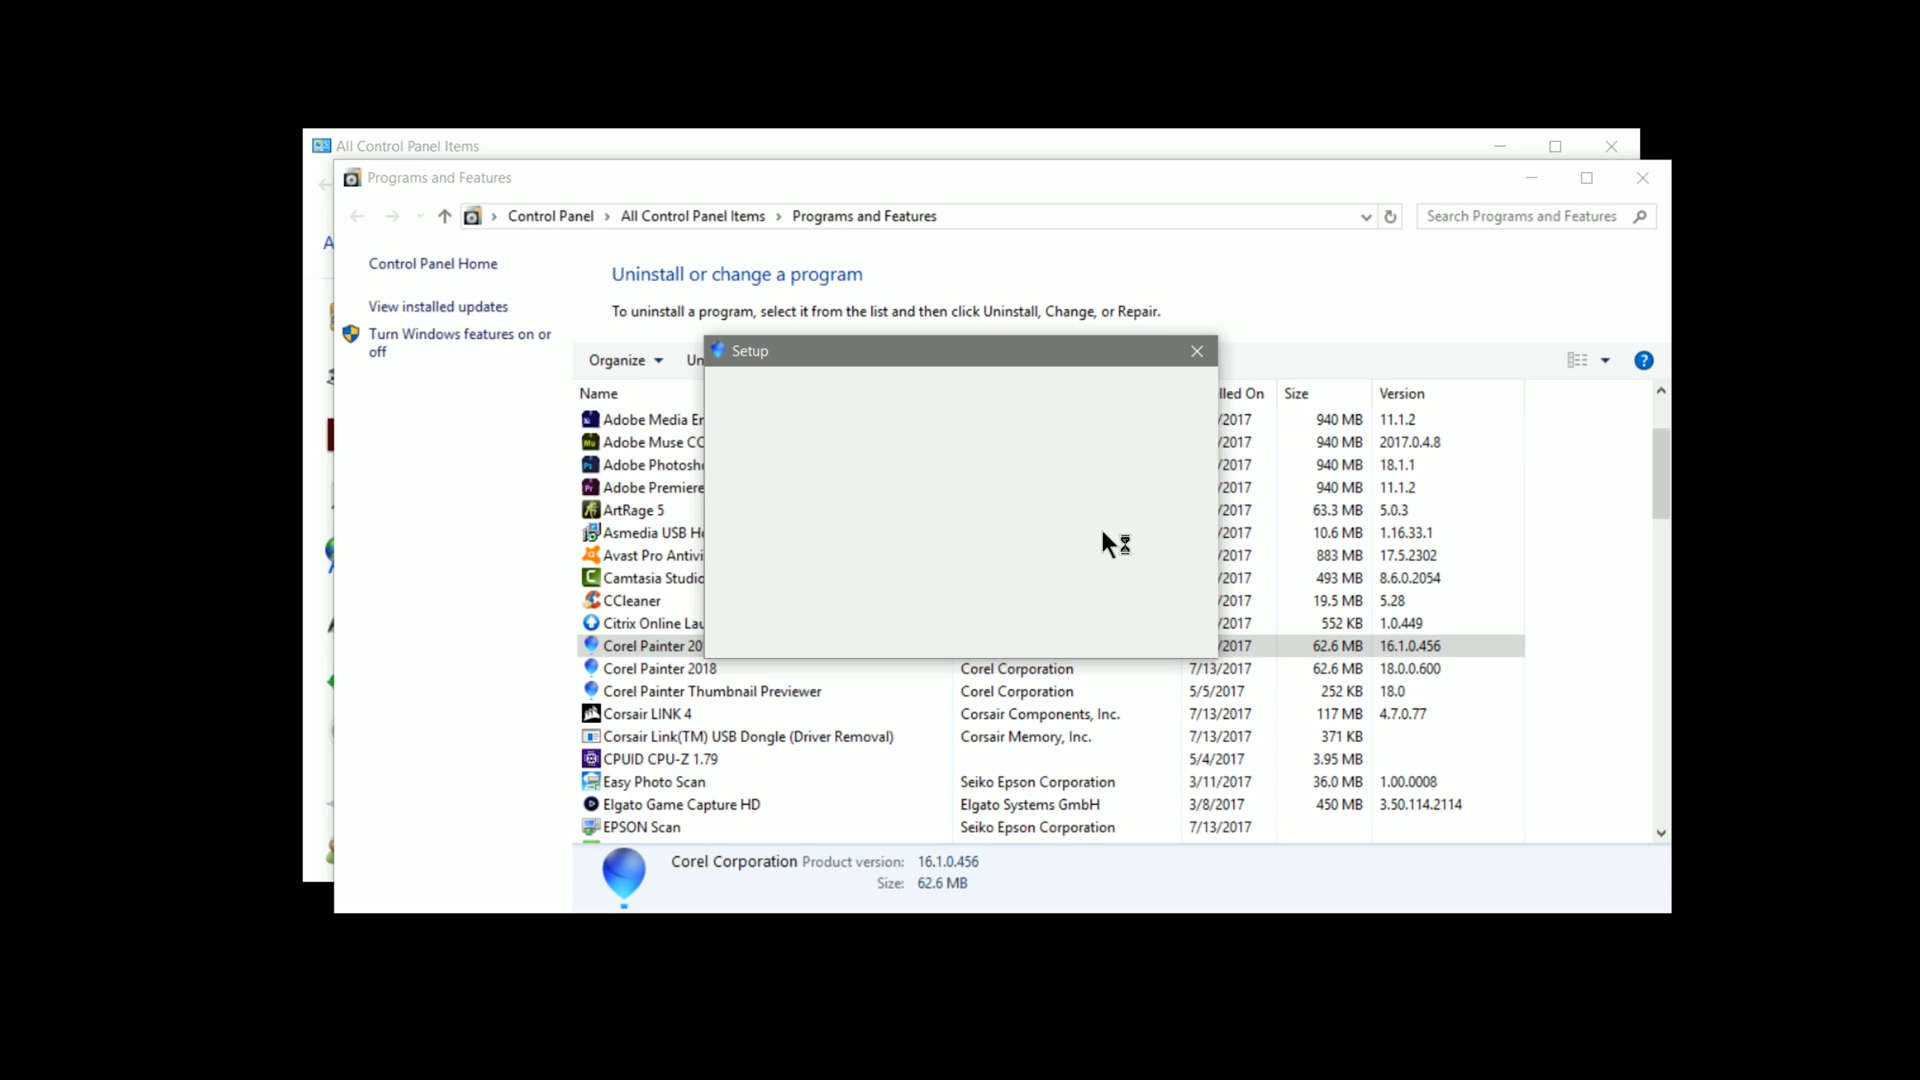 All Control Panel Items
Programs and Features
Control Panel > All Control Panel Items > Programs and Features
Search Programs and Features
A
Control Panel Home
View installed updates
Turn Windows features on or
off
Uninstall or change a program
To uninstall a program, select it from the list and then click Uninstall, Change, or Repair.
Organize Un
Setup
Name lled On Size Version
Adobe Media En /2017 940 MB 11.1.2
Adobe Muse CC /2017 940 MB 2017.0.4.8
Adobe Photosh /2017 940 MB 18.1.1
Adobe Premiere /2017 940 MB 11.1.2
ArtRage 5 /2017 63.3 MB 5.0.3
Asmedia USB H /2017 10.6 MB 1.16.33.1
Avast Pro Antivi /2017 883 MB 17.5.2302
Camtasia Studio /2017 493 MB 8.6.0.2054
CCleaner /2017 19.5 MB 5.28
Citrix Online Lau /2017 552 KB 1.0.449
Corel Painter 20 /2017 62.6 MB 16.1.0.456
Corel Painter 2018 Corel Corporation 7/13/2017 62.6 MB 18.0.0.600
Corel Painter Thumbnail Previewer Corel Corporation 5/5/2017 252 KB 18.0
Corsair LINK 4 Corsair Components, Inc. 7/13/2017 117 MB 4.7.0.77
Corsair Link(TM) USB Dongle (Driver Removal) Corsair Memory, Inc. 7/13/2017 371 KB
CPUID CPU-Z 1.79 5/4/2017 3.95 MB
Easy Photo Scan Seiko Epson Corporation 3/11/2017 36.0 MB 1.00.0008
Elgato Game Capture HD Elgato Systems GmbH 3/8/2017 450 MB 3.50.114.2114
EPSON Scan Seiko Epson Corporation 7/13/2017
Corel Corporation Product version: 16.1.0.456
Size: 62.6 MB